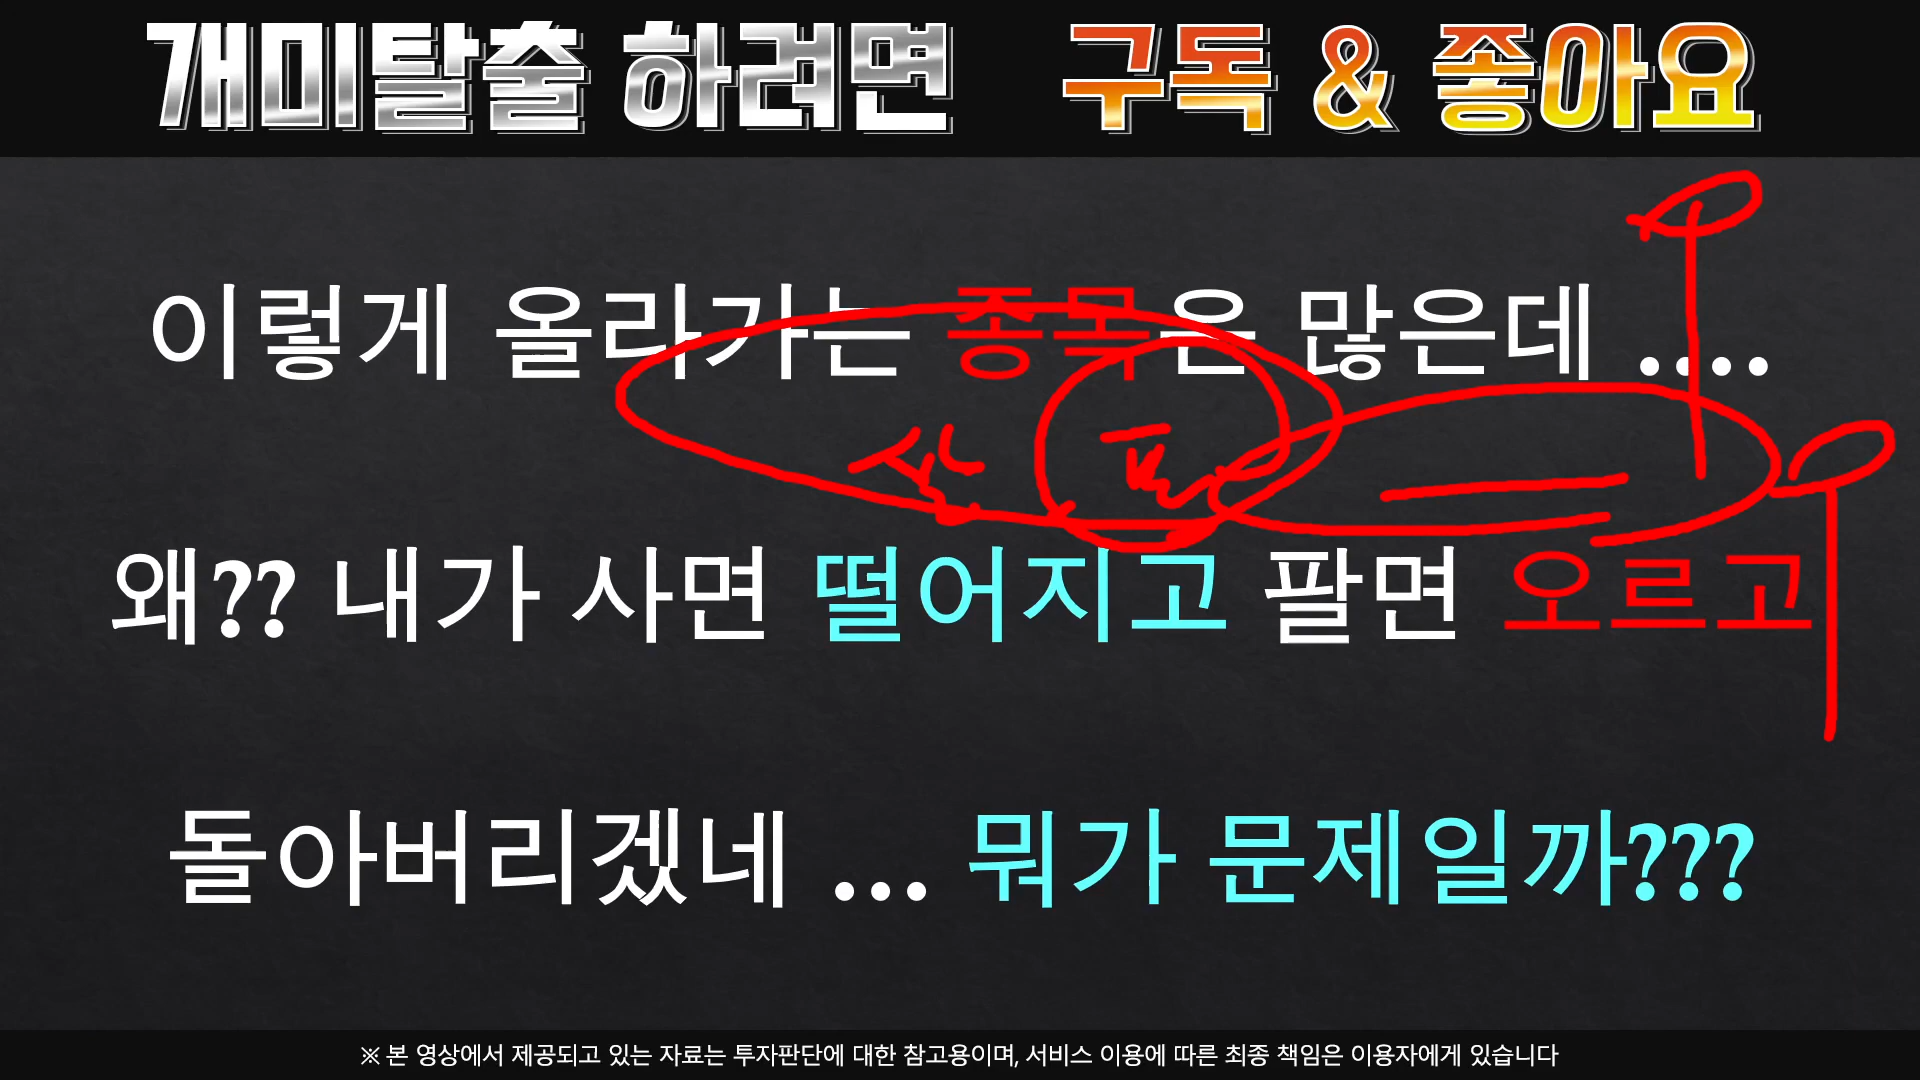 개미탈출 하려면 구독 & 좋아요
이렇게 올라가는 종목은 많은데 ....
왜?? 내가 사면 떨어지고 팔면 오르고
돌아버리겠네 ... 뭐가 문제일까???
※ 본 영상에서 제공되고 있는 자료는 투자판단에 대한 참고용이며, 서비스 이용에 따른 최종 책임은 이용자에게 있습니다